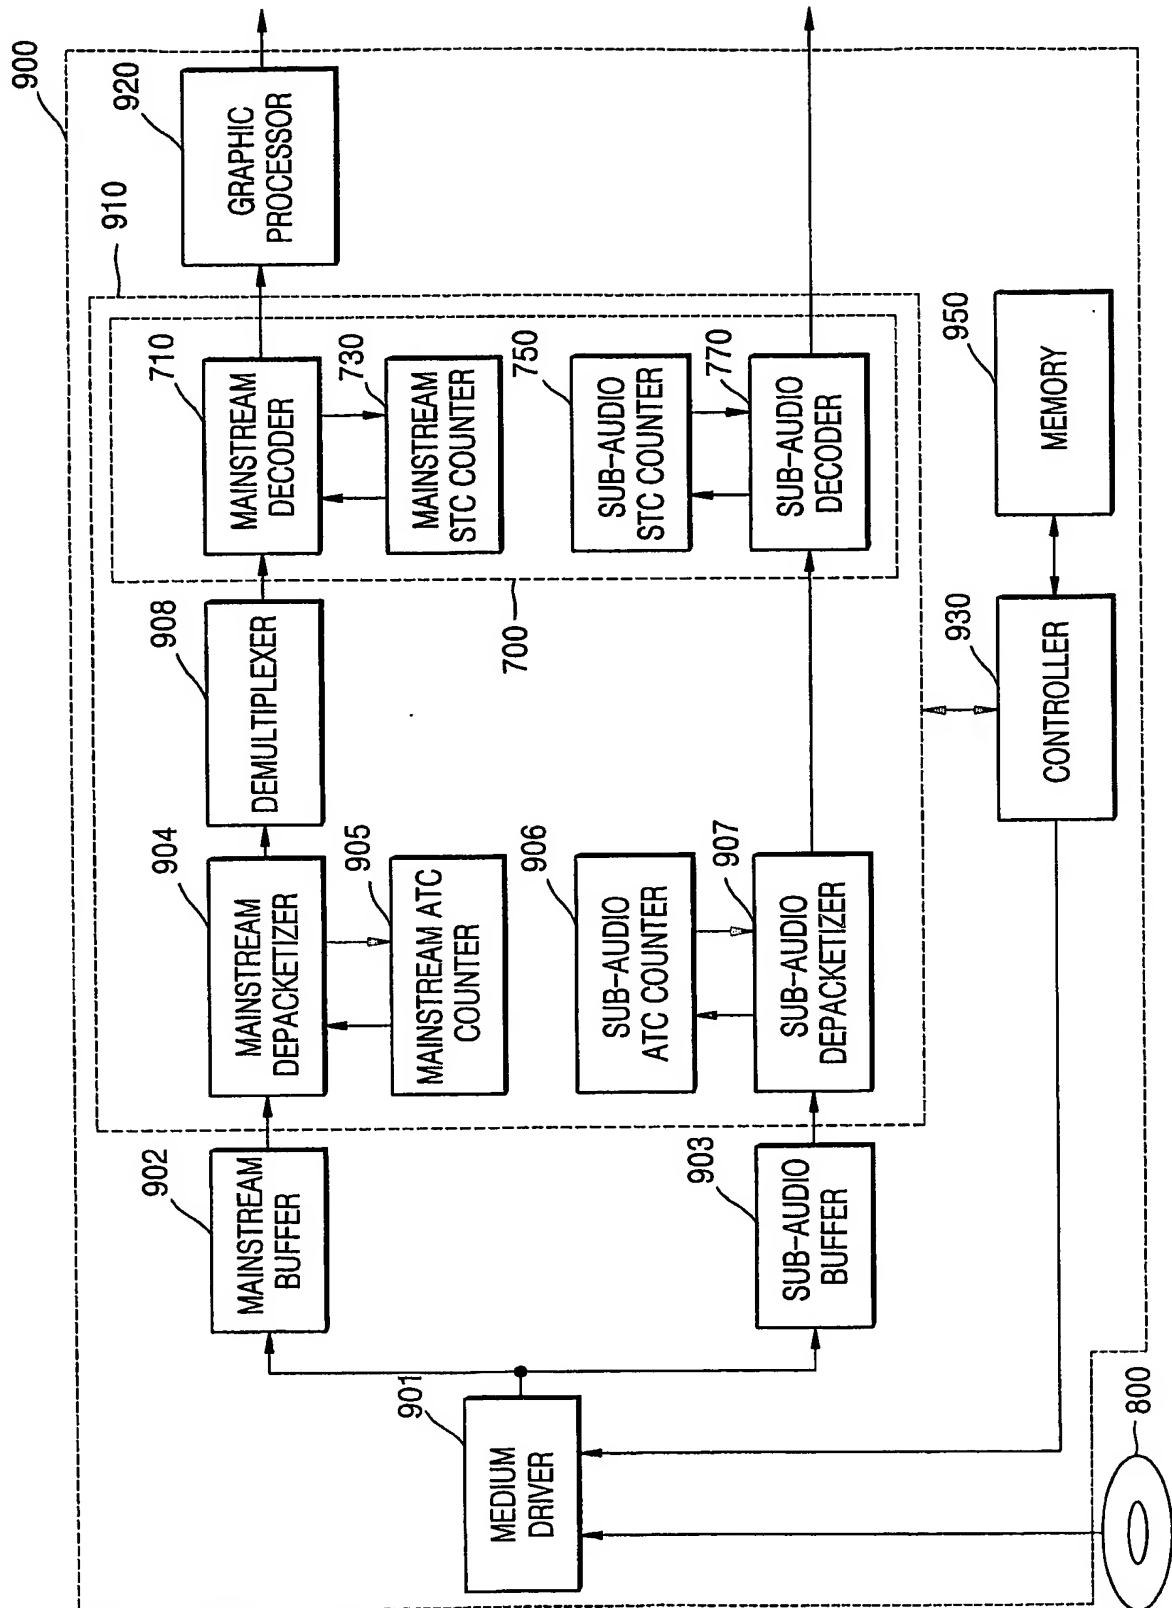 900
920
GRAPHIC
PROCESSOR
910
710
MAINSTREAM
DECODER
730
MAINSTREAM
STC COUNTER
750
SUB-AUDIO
STC COUNTER
770
SUB-AUDIO
DECODER
700
950
MEMORY
908
DEMULTIPLEXER
930
CONTROLLER
904
MAINSTREAM
DEPACKETIZER
905
MAINSTREAM ATC
COUNTER
906
SUB-AUDIO
ATC COUNTER
907
SUB-AUDIO
DEPACKETIZER
902
MAINSTREAM
BUFFER
903
SUB-AUDIO
BUFFER
901
MEDIUM
DRIVER
800